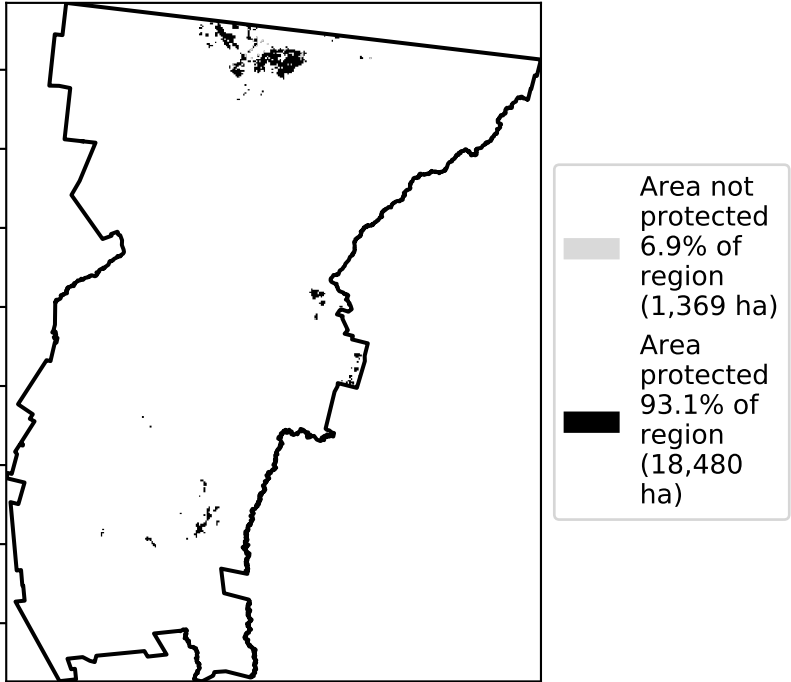 Area not
protected
6.9% of
region
(1,369 ha)
Area
protected
93.1% of
region
(18,480
ha)